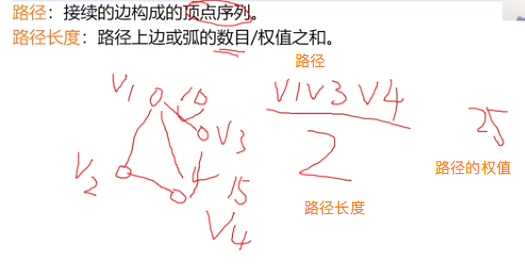 路径：接续的边构成的顶点序列。
路径长度：路径上边或弧的数目/权值之和。
路径
V1 10 V1V3V4 25
V3 2 路径的权值
V2 15 路径长度
V4